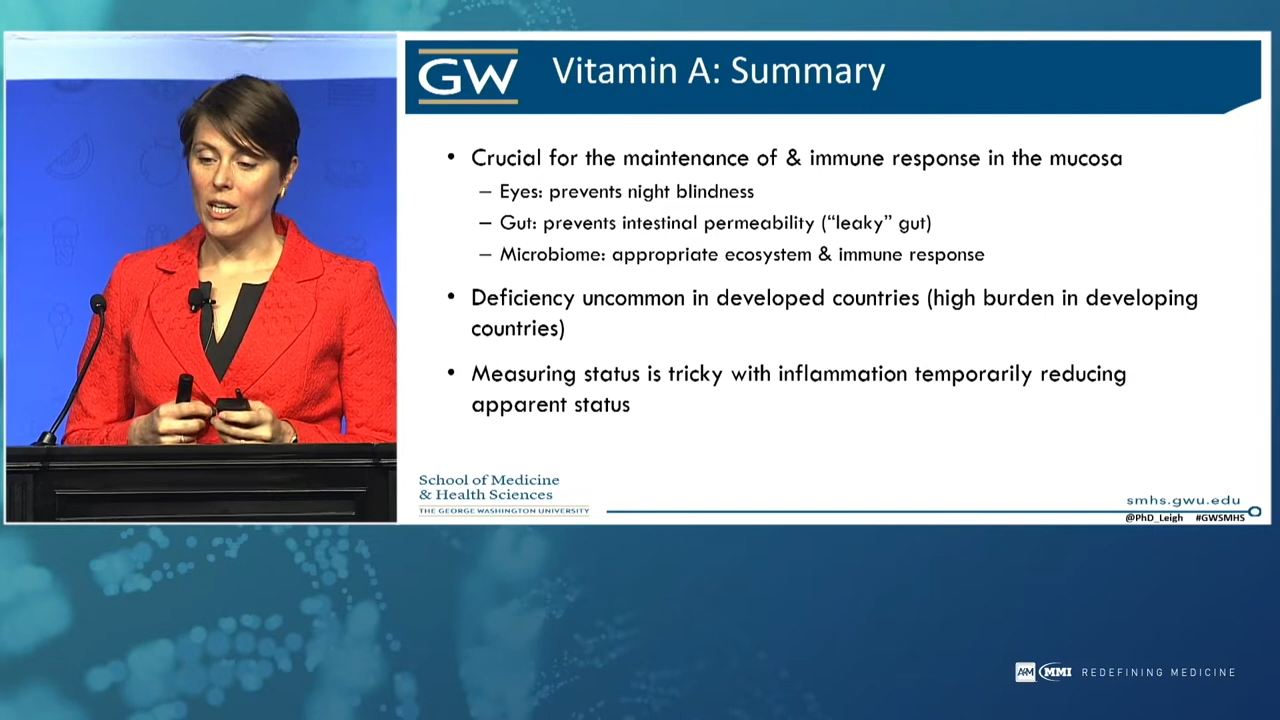 GW
Vitamin A: Summary
• Crucial for the maintenance of & immune response in the mucosa
– Eyes: prevents night blindness
– Gut: prevents intestinal permeability (“leaky” gut)
– Microbiome: appropriate ecosystem & immune response
• Deficiency uncommon in developed countries (high burden in developing
countries)
• Measuring status is tricky with inflammation temporarily reducing
apparent status
School of Medicine
& Health Sciences
THE GEORGE WASHINGTON UNIVERSITY
smhs.gwu.edu
@PhD_Leigh #GWSMHS
A4M MMI REDEFINING MEDICINE